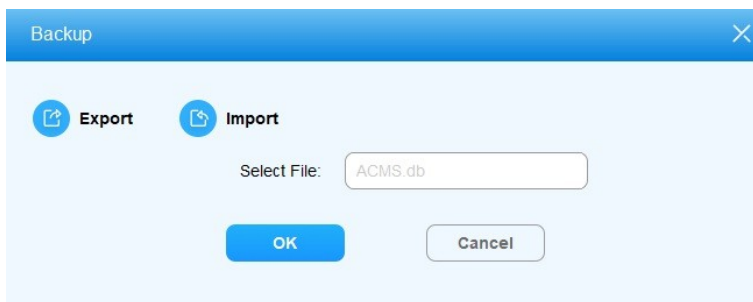 Backup
Export Import
Select File: ACMS.db
OK Cancel